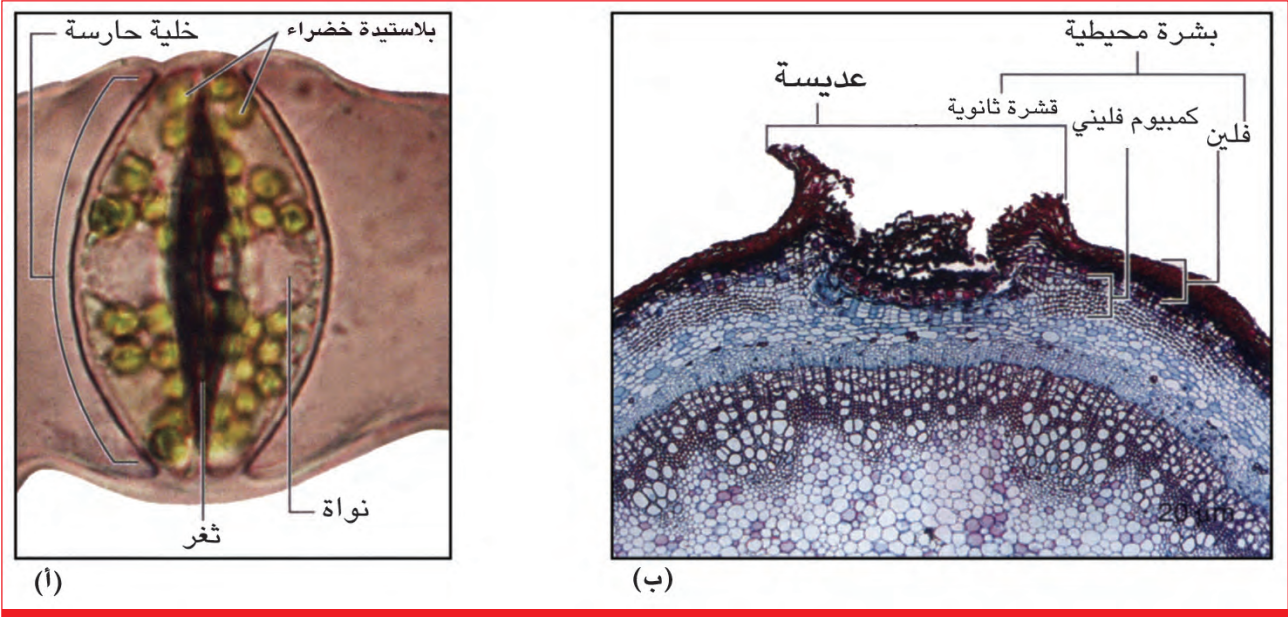 بلاستيدة خضراء
خلية حارسة
نواة
ثغر
(أ)
بشرة محيطية
عديسة
قشرة ثانوية
كمبيوم فليني
فلين
20 µm
(ب)